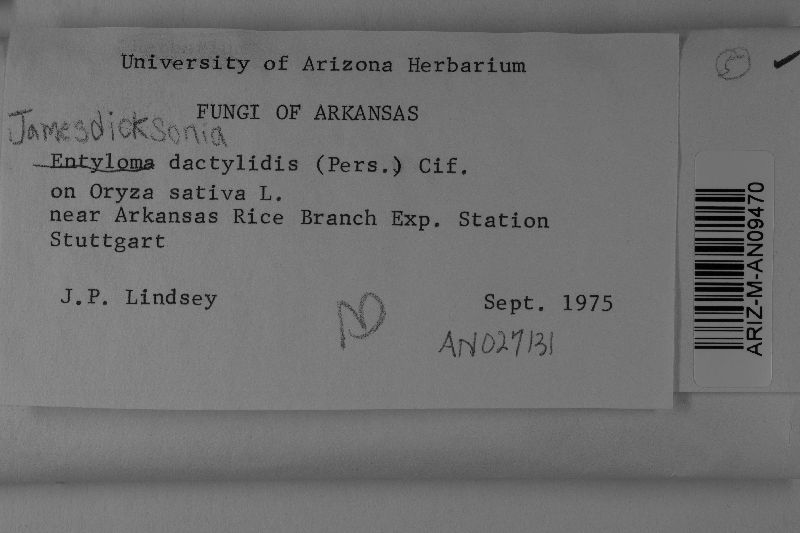 University of Arizona Herbarium
FUNGI OF ARKANSAS
Jamesdicksonia
Entyloma dactylidis (Pers.) Cif.
on Oryza sativa L.
near Arkansas Rice Branch Exp. Station
Stuttgart
J.P. Lindsey
Sept. 1975
AN027131
5
ARIZ-M-AN09470